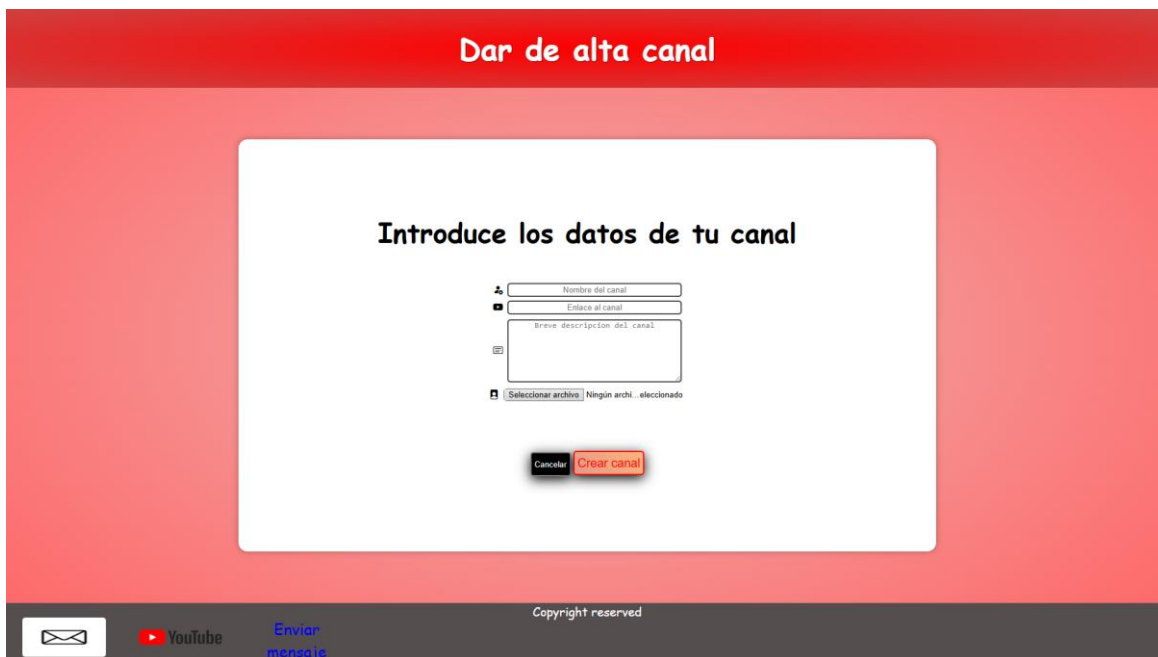 Dar de alta canal
Introduce los datos de tu canal
Nombre del canal
Enlace al canal
Breve descripcion del canal
Seleccionar archivo Ningún archi...eleccionado
Cancelar Crear canal
Copyright reserved
YouTube
Enviar
mensaje